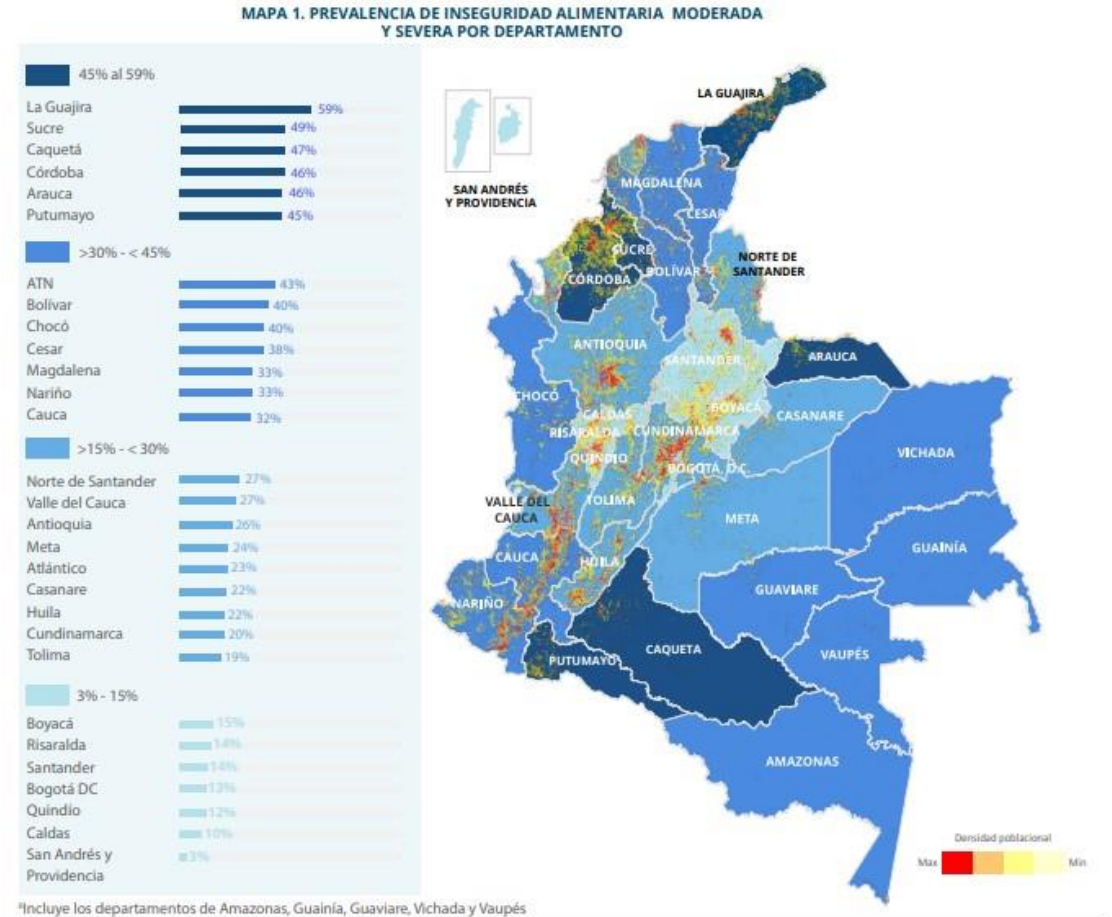 MAPA 1. PREVALENCIA DE INSEGURIDAD ALIMENTARIA MODERADA
Y SEVERA POR DEPARTAMENTO
45% al 59%
La Guajira 59%
Sucre 49%
Caquetá 47%
Córdoba 46%
Arauca 46%
Putumayo 45%
>30% - < 45%
ATN 43%
Bolívar 40%
Chocó 40%
Cesar 38%
Magdalena 33%
Nariño 33%
Cauca 32%
>15% - < 30%
Norte de Santander 27%
Valle del Cauca 27%
Antioquia 26%
Meta 24%
Atlántico 23%
Casanare 22%
Huila 22%
Cundinamarca 20%
Tolima 19%
3% - 15%
Boyacá 15%
Risaralda 14%
Santander 14%
Bogotá DC 13%
Quindío 12%
Caldas 10%
San Andrés y 3%
Providencia
LA GUAJIRA
SAN ANDRÉS
Y PROVIDENCIA
MAGDALENA
CESAR
SUCRE
NORTE DE
SANTANDER
BOLÍVAR
CÓRDOBA
ANTIOQUIA
SANTANDER
ARAUCA
CHOCÓ
BOYACÁ
CALDAS
CASANARE
RISARALDA
CUNDINAMARCA
VICHADA
QUINDIO
BOGOTÁ, D.C.
VALLE DEL
CAUCA
TOLIMA
META
GUAINÍA
CAUCA
HUILA
GUAVIARE
NARIÑO
CAQUETA
VAUPÉS
PUTUMAYO
AMAZONAS
Densidad poblacional
Max Min
ªIncluye los departamentos de Amazonas, Guainía, Guaviare, Vichada y Vaupés